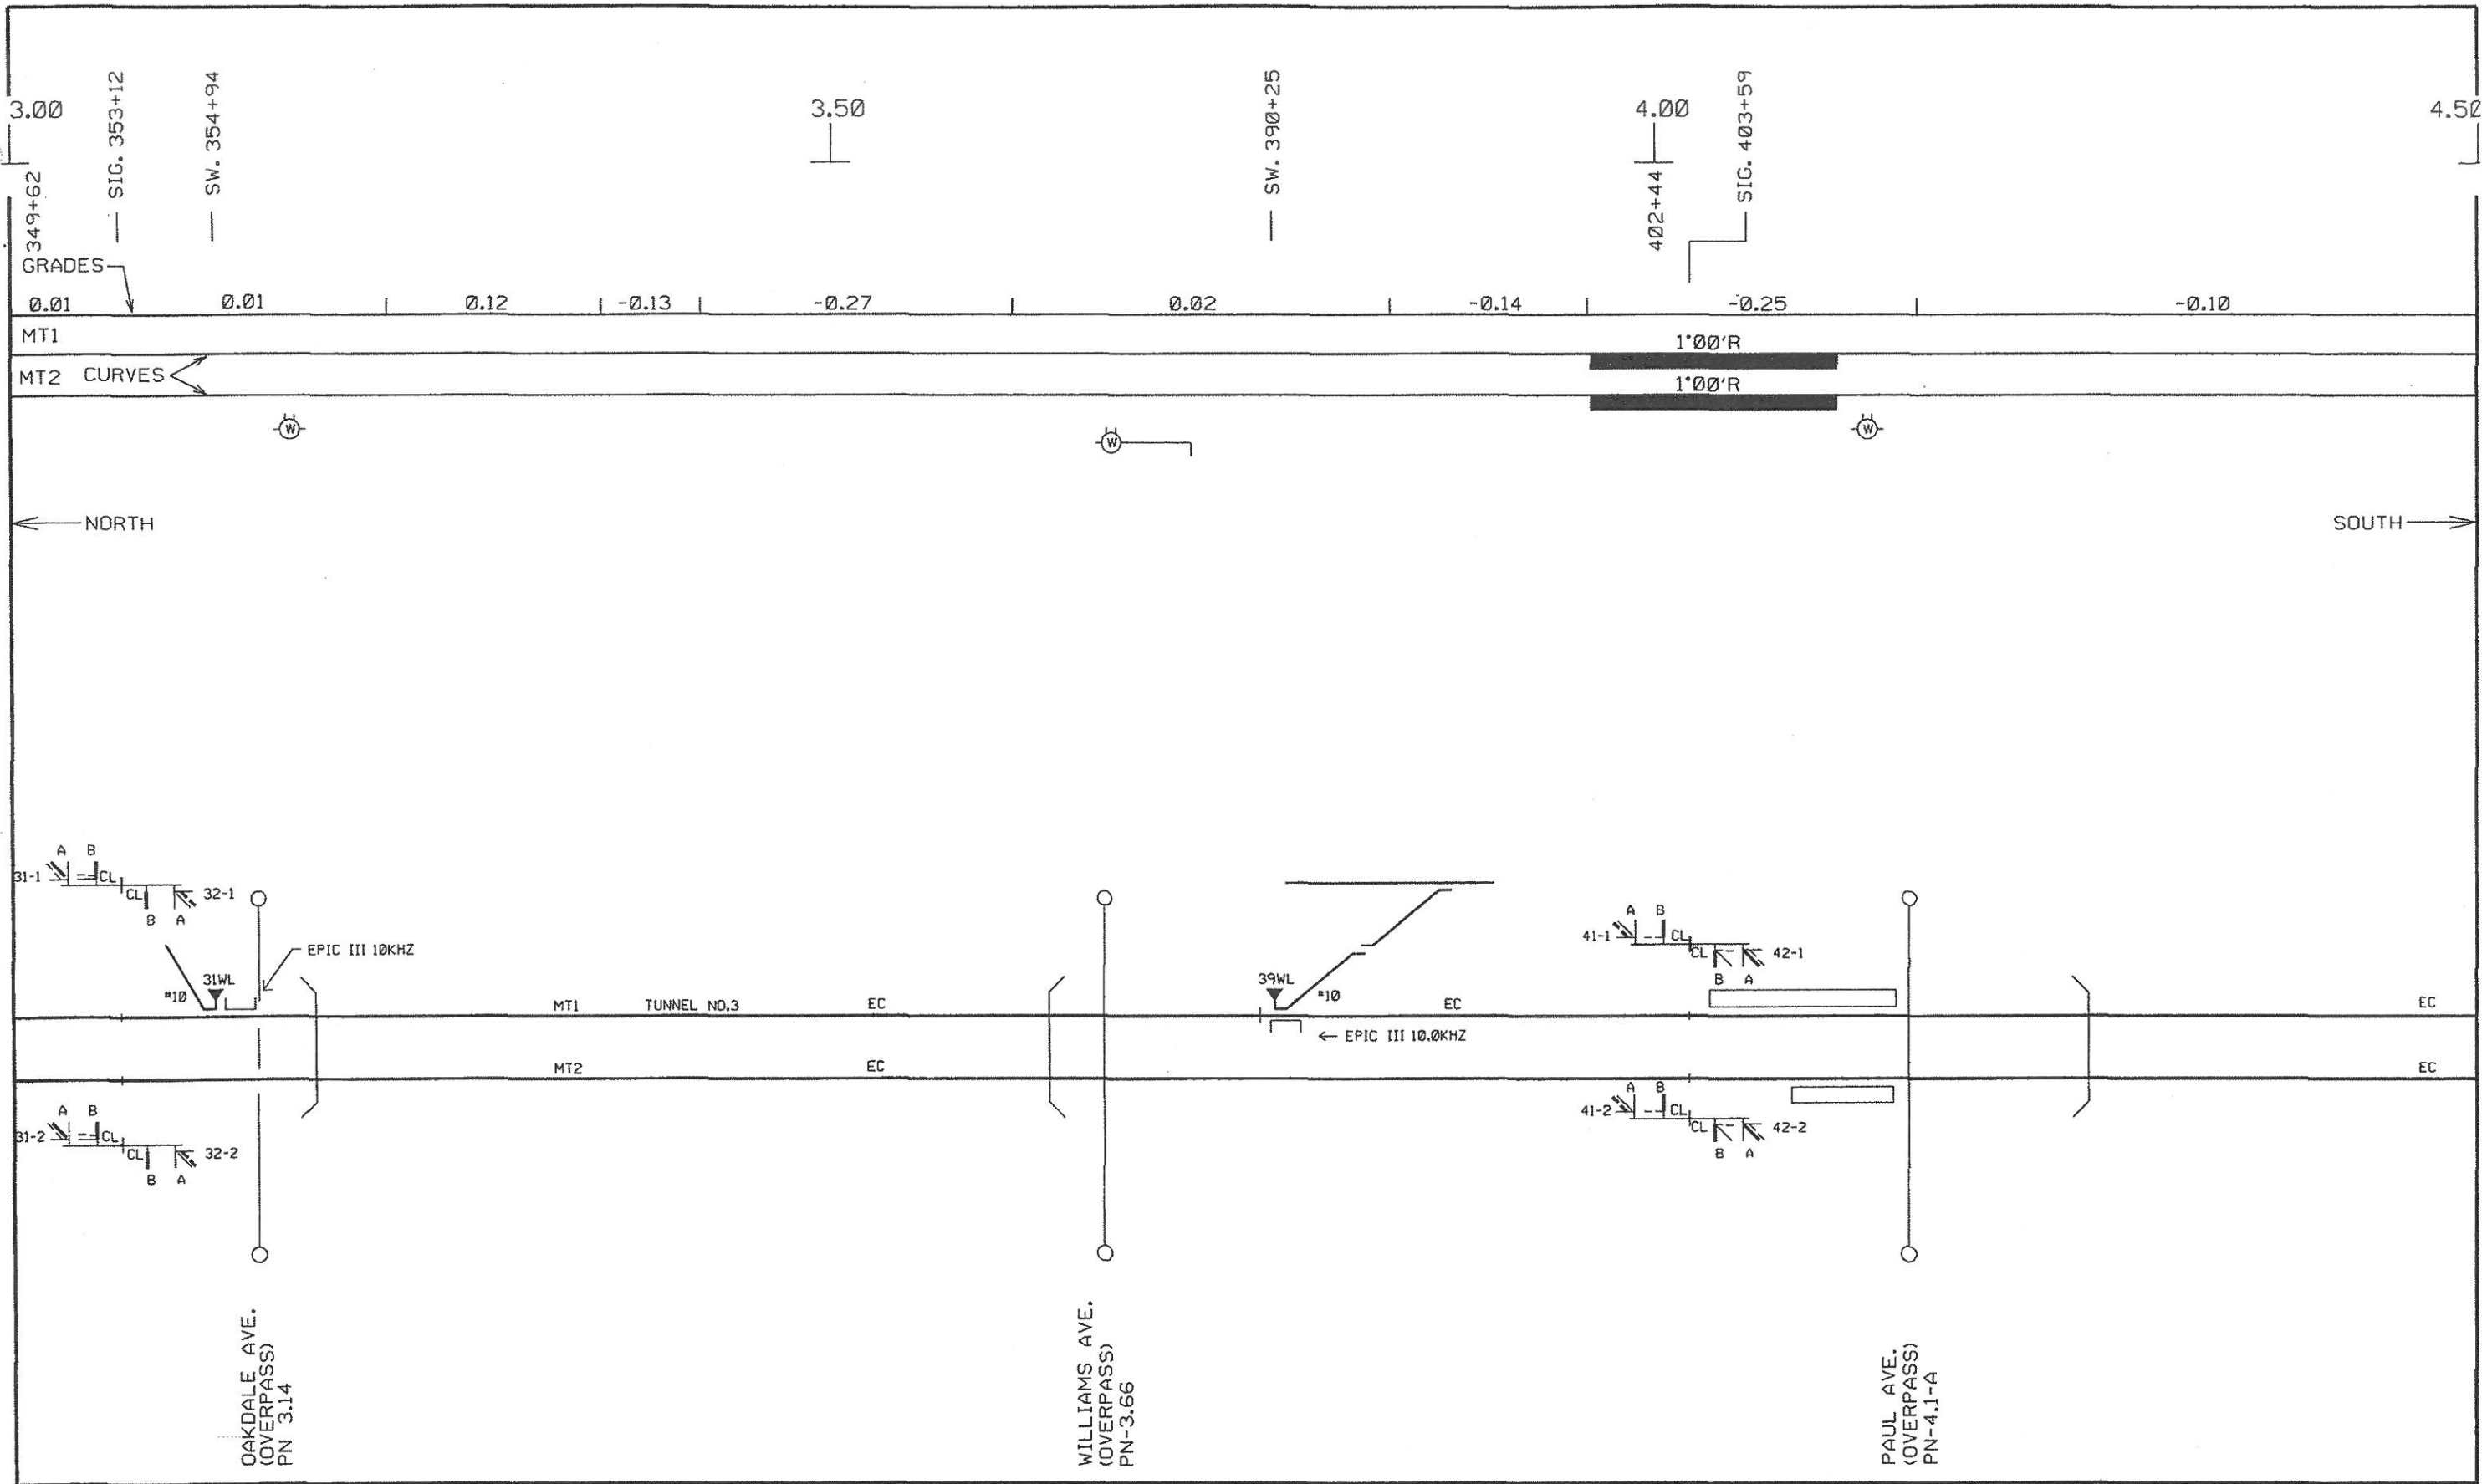 3.00
3.50
4.00
4.50
349+62
SIG. 353+12
SW. 354+94
SW. 390+25
402+44
SIG. 403+59
GRADES
0.01 0.01 0.12 -0.13 -0.27 0.02 -0.14 -0.25 -0.10
MT1
1°00'R
MT2 CURVES
1°00'R
W
W
W
NORTH
SOUTH
A B
31-1 CL
CL 32-1
B A
EPIC III 10KHZ
31WL
#10
MT1 TUNNEL NO.3 EC
39WL
#10
EC
EPIC III 10.0KHZ
A B
41-1 CL
CL 42-1
B A
EC
MT2 EC
EC
A B
31-2 CL
CL 32-2
B A
A B
41-2 CL
CL 42-2
B A
OAKDALE AVE.
(OVERPASS)
PN 3.14
WILLIAMS AVE.
(OVERPASS)
PN-3.66
PAUL AVE.
(OVERPASS)
PN-4.1-A